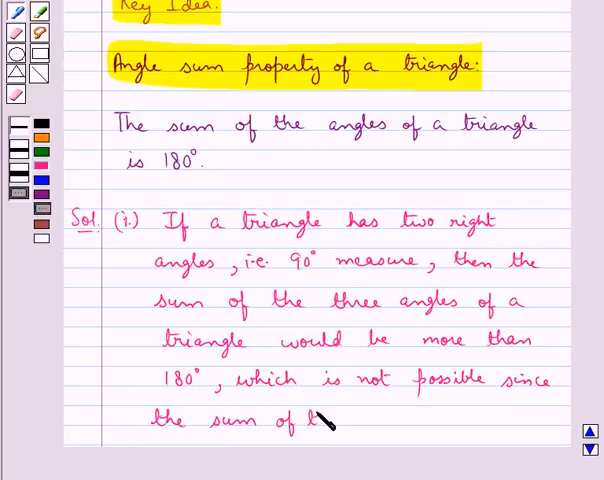 Key Idea.
Angle sum property of a triangle:
The sum of the angles of a triangle
is 180°.
Sol. (i.) If a triangle has two right
angles, i.e. 90° measure, then the
sum of the three angles of a
triangle would be more than
180°, which is not possible since
the sum of t